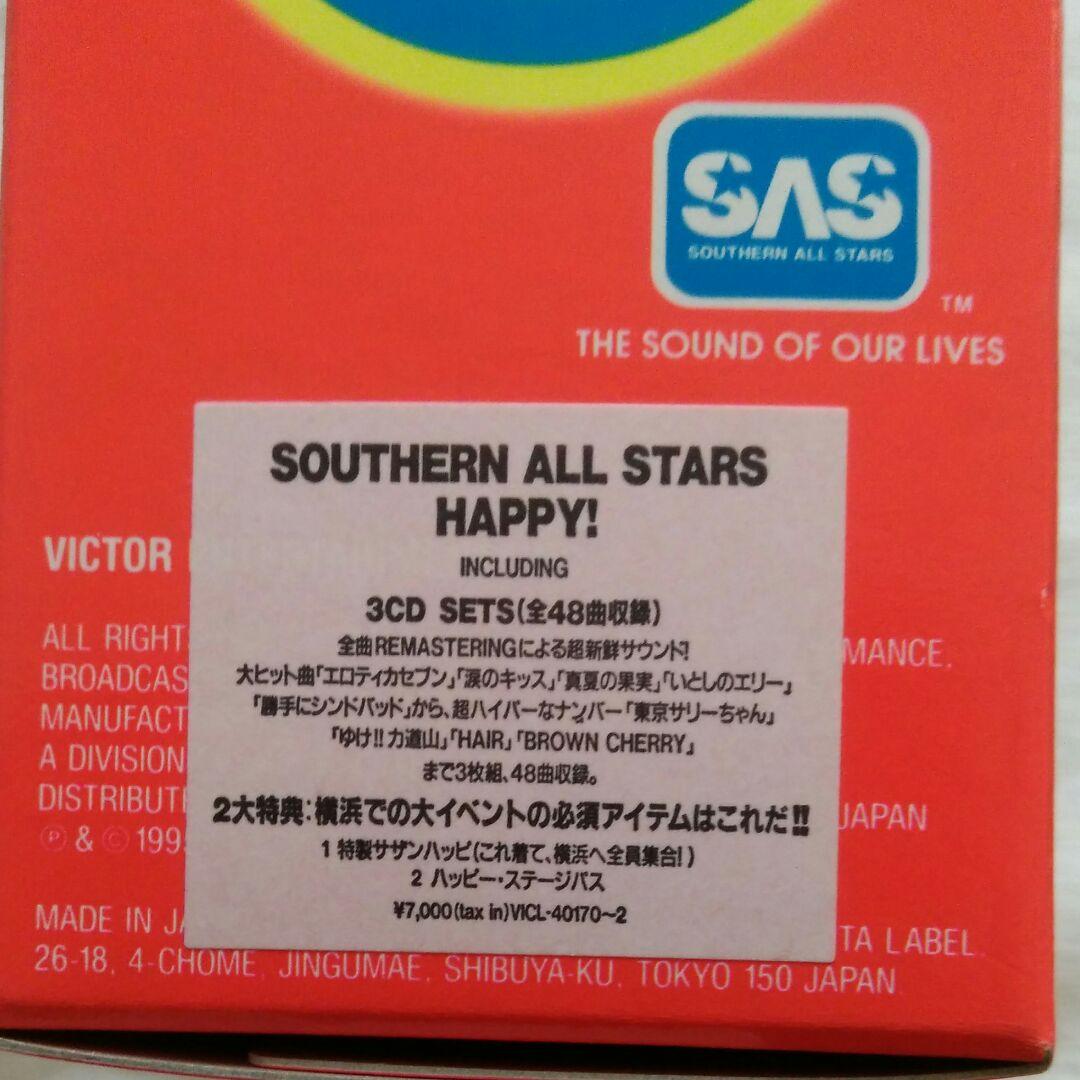 SAS
SOUTHERN ALL STARS
TM
THE SOUND OF OUR LIVES
SOUTHERN ALL STARS
HAPPY!
INCLUDING
3CD SETS(全48曲収録)
全曲REMASTERINGによる超新鮮サウンド!
大ヒット曲「エロティカセブン」「涙のキッス」「真夏の果実」「いとしのエリー」
「勝手にシンドバッド」から、超ハイパーなナンバー「東京サリーちゃん」
「ゆけ!!力道山」「HAIR」「BROWN CHERRY」
まで3枚組、48曲収録。
2大特典:横浜での大イベントの必須アイテムはこれだ!!
1 特製サザンハッピ(これ着て、横浜へ全員集合!)
2 ハッピー・ステージパス
¥7,000(tax in)VICL-40170~2
VICTOR
ALL RIGHT
MANCE.
BROADCAS
MANUFACT
A DIVISION
DISTRIBUT
JAPAN
Ⓟ & © 199
MADE IN JA
TA LABEL.
26-18, 4-CHOME, JINGUMAE, SHIBUYA-KU, TOKYO 150 JAPAN